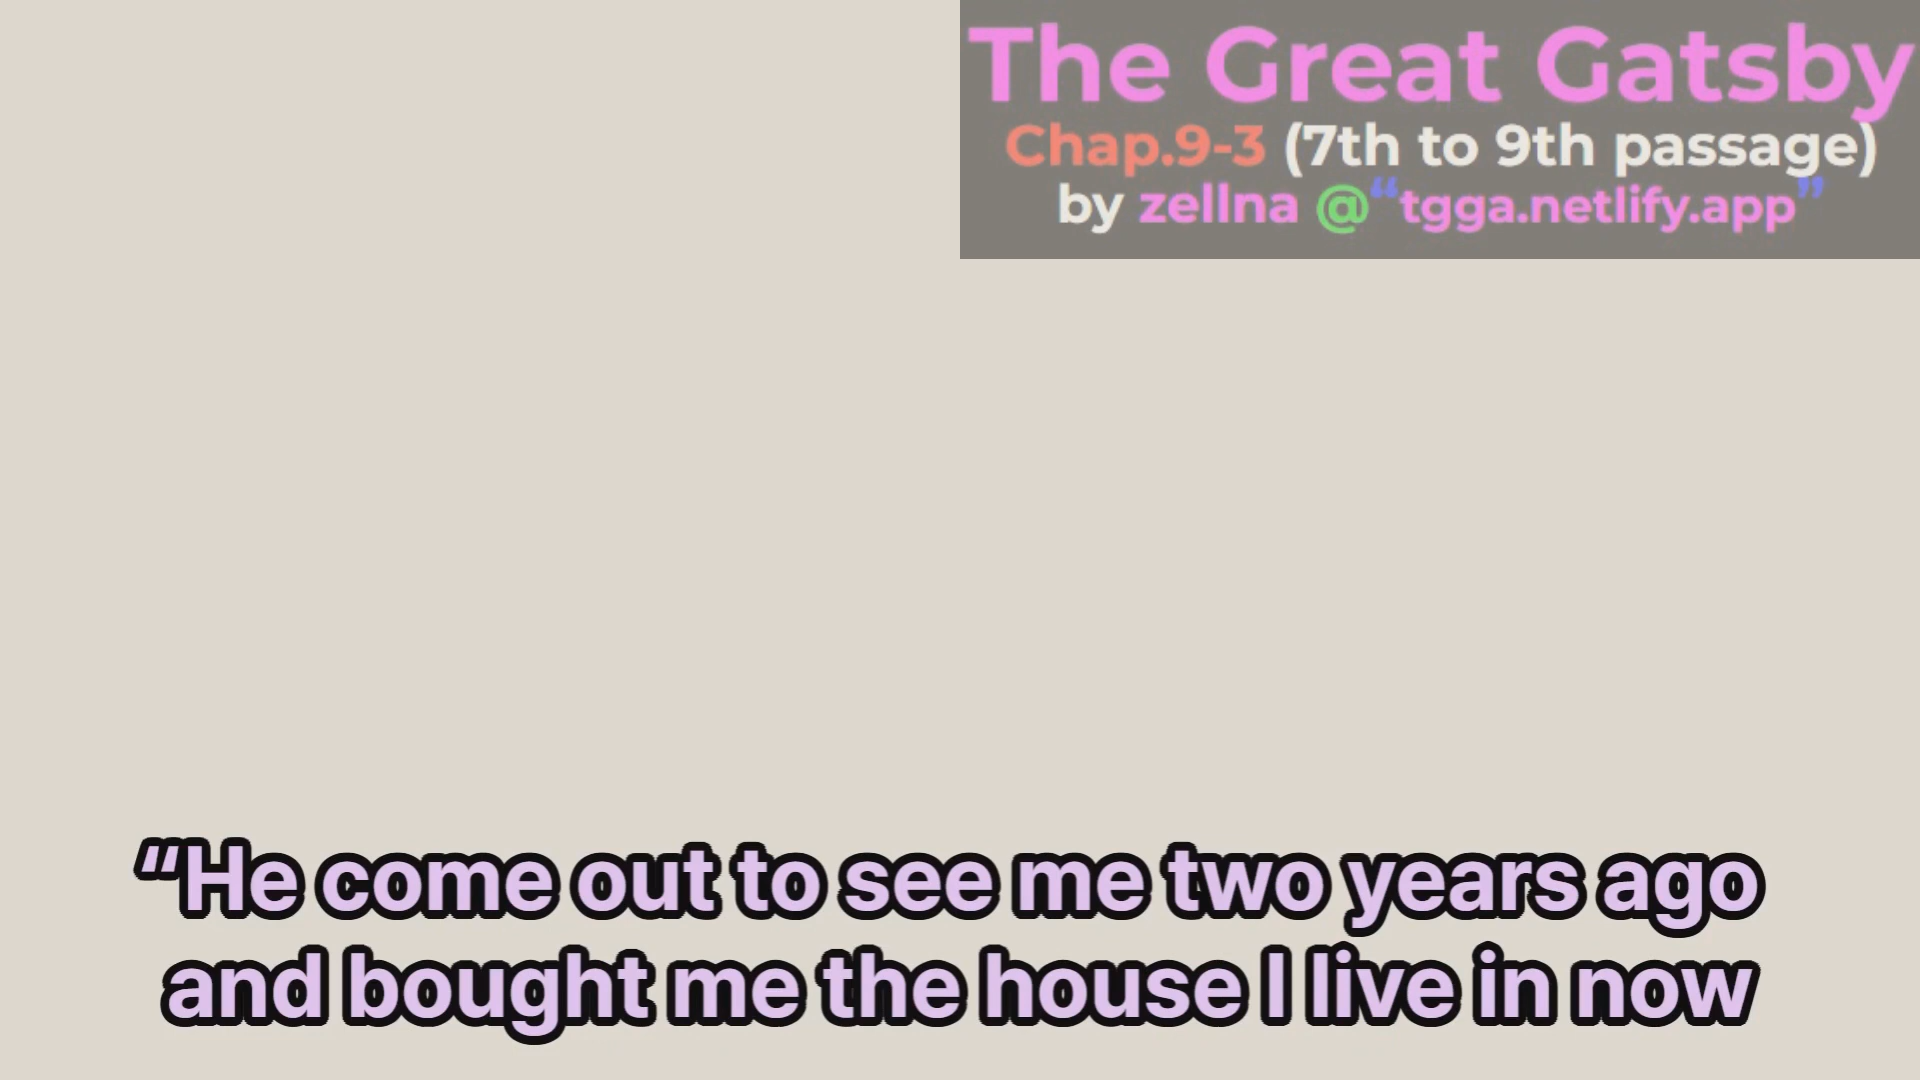 The Great Gatsby
Chap.9-3 (7th to 9th passage)
by zellna @“tgga.netlify.app”
“He come out to see me two years ago
and bought me the house I live in now